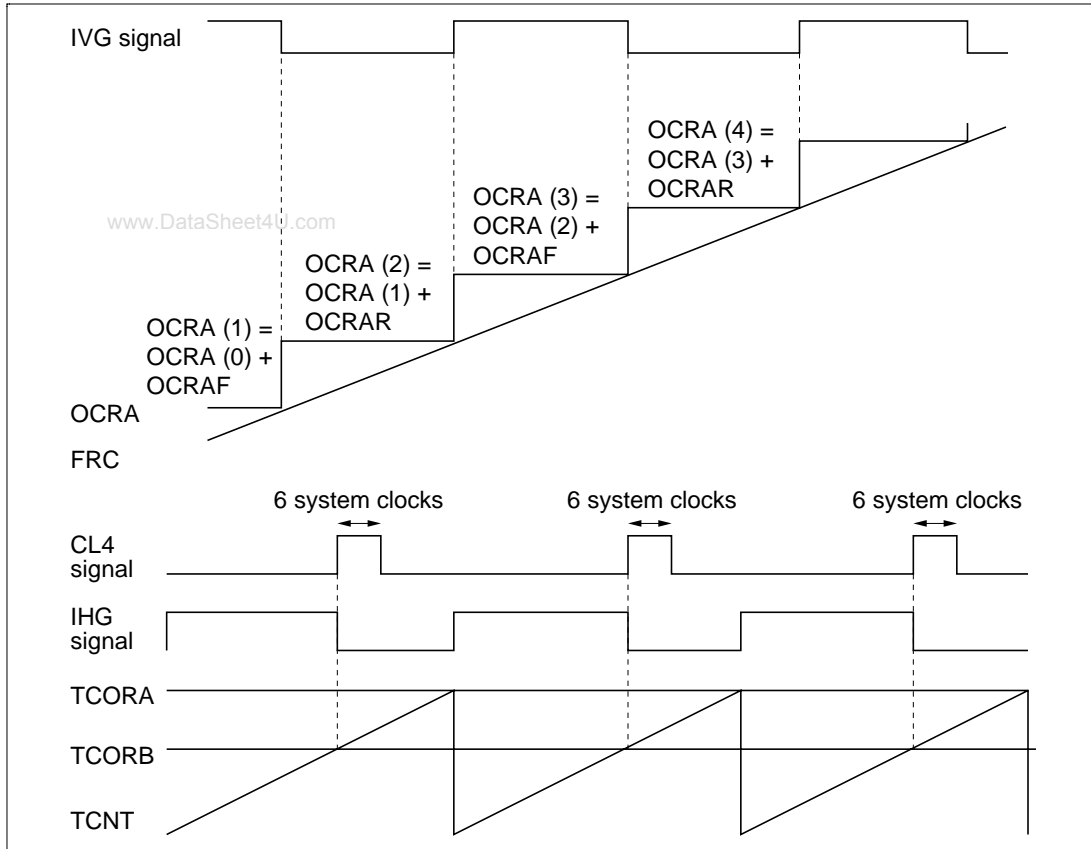 IVG signal
OCRA (4) =
OCRA (3) +
OCRAR
OCRA (3) =
OCRA (2) +
OCRAF
www.DataSheet4U.com
OCRA (2) =
OCRA (1) +
OCRAR
OCRA (1) =
OCRA (0) +
OCRAF
OCRA
FRC
6 system clocks 6 system clocks 6 system clocks
CL4
signal
IHG
signal
TCORA
TCORB
TCNT